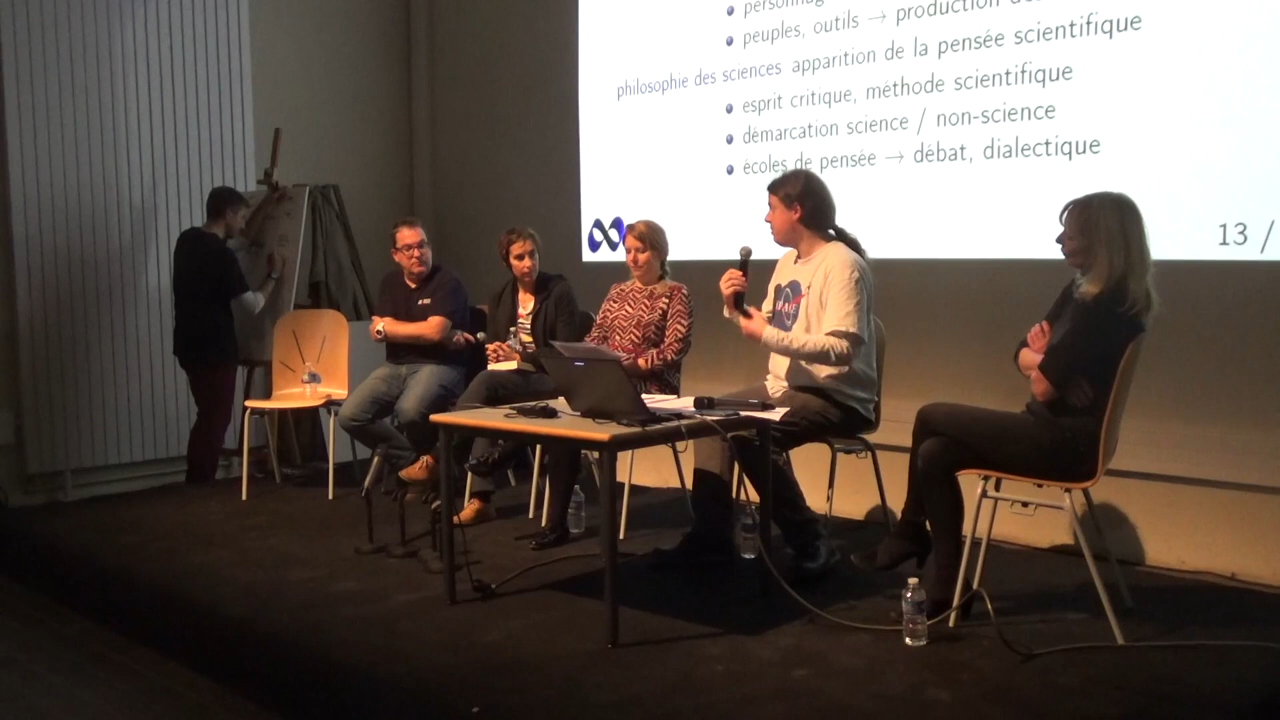 peuples, outils → production
philosophie des sciences apparition de la pensée scientifique
esprit critique, méthode scientifique
démarcation science / non-science
écoles de pensée → débat, dialectique
13 /